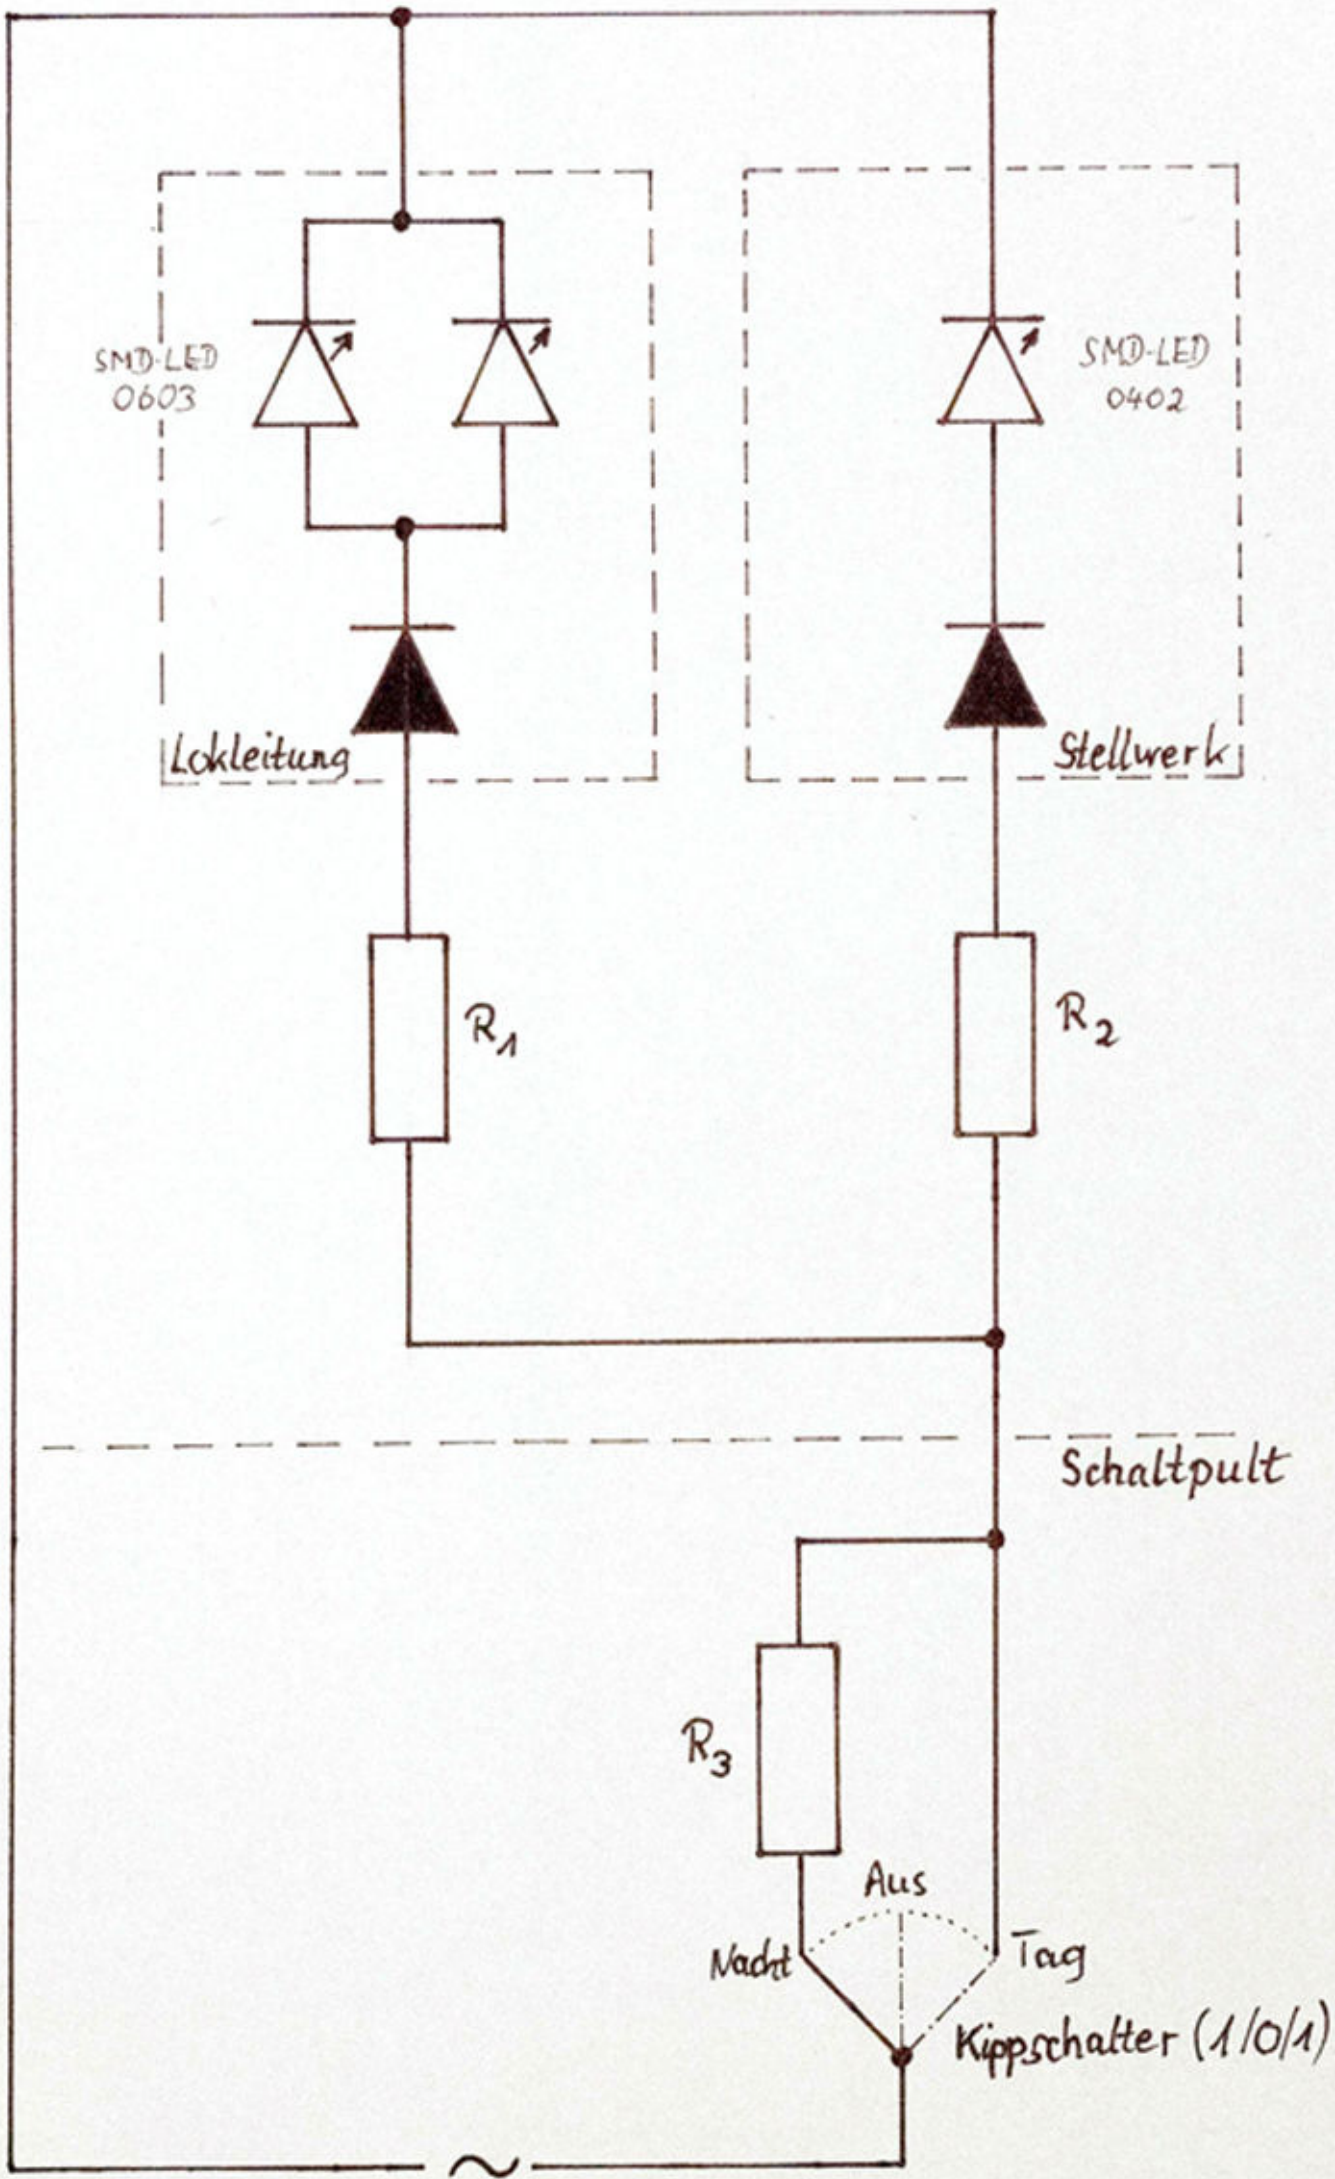 SMD-LED
0603
SMD-LED
0402
Lokleitung
Stellwerk
R1
R2
Schaltpult
R3
Aus
Nacht
Tag
Kippschalter (1/0/1)
~